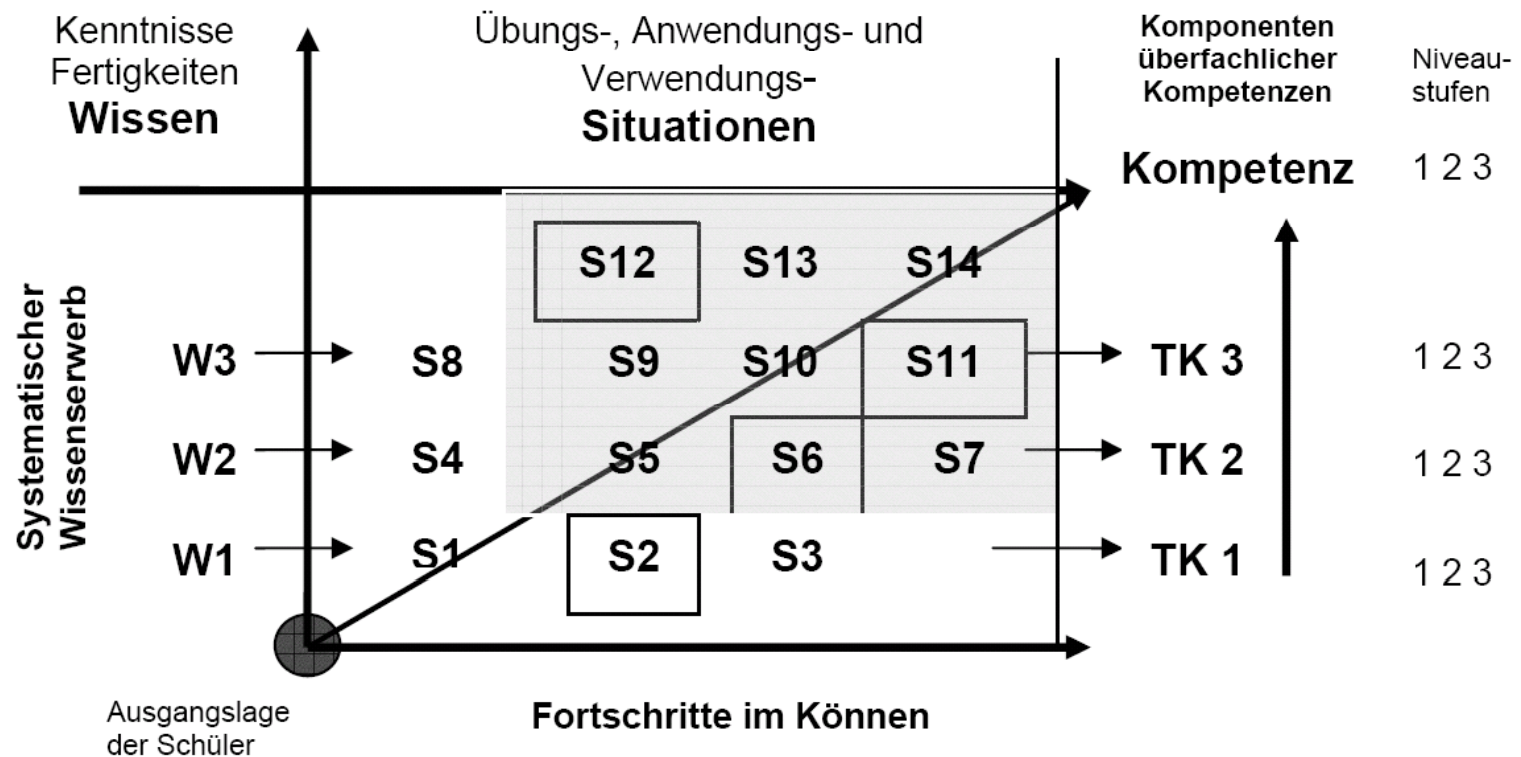 Kenntnisse
Fertigkeiten
Wissen
Übungs-, Anwendungs- und
Verwendungs-
Situationen
Komponenten
überfachlicher
Kompetenzen
Niveau-
stufen
Kompetenz
1 2 3
Systematischer
Wissenserwerb
S12 S13 S14
W3 S8 S9 S10 S11 TK 3 1 2 3
W2 S4 S5 S6 S7 TK 2 1 2 3
W1 S1 S2 S3 TK 1 1 2 3
Ausgangslage
der Schüler
Fortschritte im Können